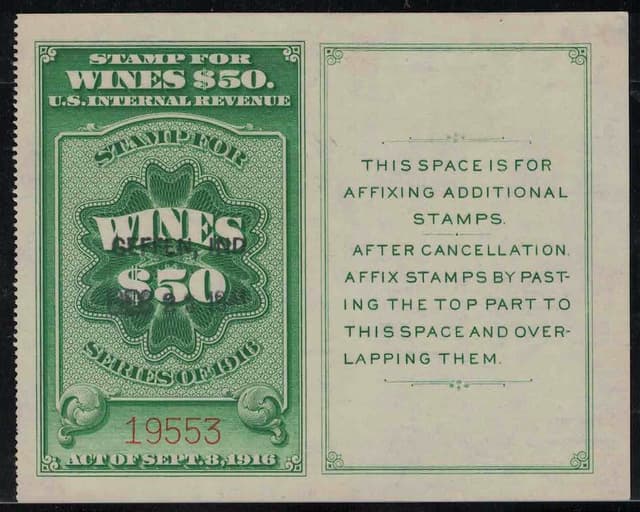 STAMP FOR
WINES $50.
U.S. INTERNAL REVENUE
STAMP FOR
WINES
$50
SERIES OF 1916
19553
ACT OF SEPT. 8, 1916
THIS SPACE IS FOR
AFFIXING ADDITIONAL
STAMPS.
AFTER CANCELLATION.
AFFIX STAMPS BY PAST-
ING THE TOP PART TO
THIS SPACE AND OVER-
LAPPING THEM.